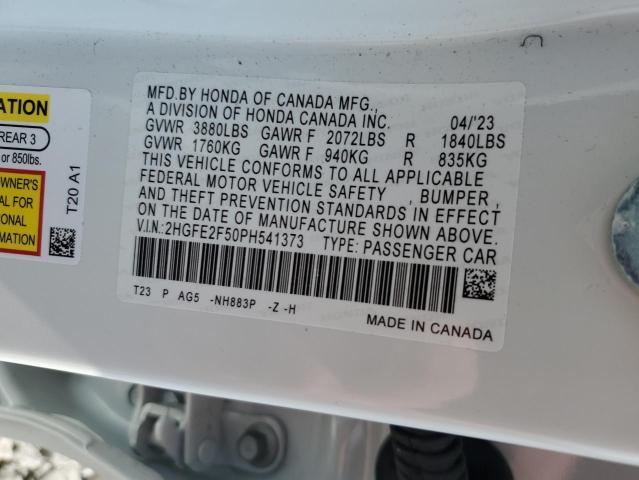 ATION
REAR 3
or 850lbs.
OWNER'S
AL FOR
IONAL
RMATION
T20 A1
MFD.BY HONDA OF CANADA MFG.,
A DIVISION OF HONDA CANADA INC. 04/'23
GVWR 3880LBS GAWR F 2072LBS R 1840LBS
GVWR 1760KG GAWR F 940KG R 835KG
THIS VEHICLE CONFORMS TO ALL APPLICABLE
FEDERAL MOTOR VEHICLE SAFETY , BUMPER ,
AND THEFT PREVENTION STANDARDS IN EFFECT
ON THE DATE OF MANUFACTURE SHOWN ABOVE.
V.I.N.:2HGFE2F50PH541373 TYPE: PASSENGER CAR
T23 P AG5 -NH883P -Z -H
MADE IN CANADA